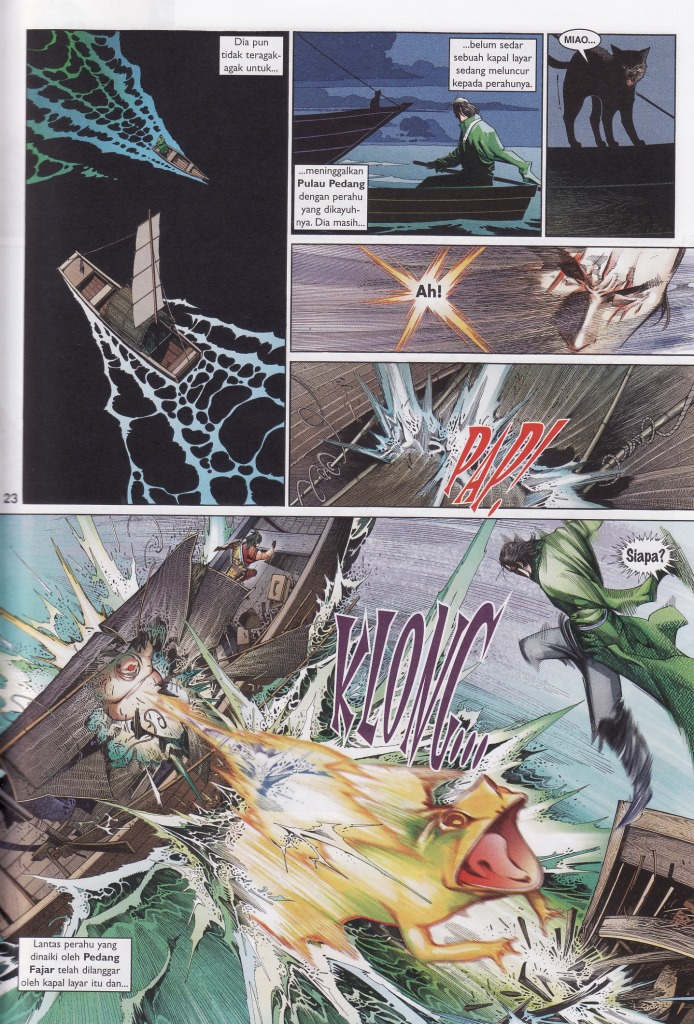 Dia pun
tidak teragak-
agak untuk...
...meninggalkan
Pulau Pedang
dengan perahu
yang dikayuh-
nya. Dia masih...
...belum sedar
sebuah kapal layar
sedang meluncur
kepada perahunya.
MIAO...
Ah!
PAP!
23
Siapa?
KLONG...
Lantas perahu yang
dinaiki oleh Pedang
Fajar telah dilanggar
oleh kapal layar itu dan...